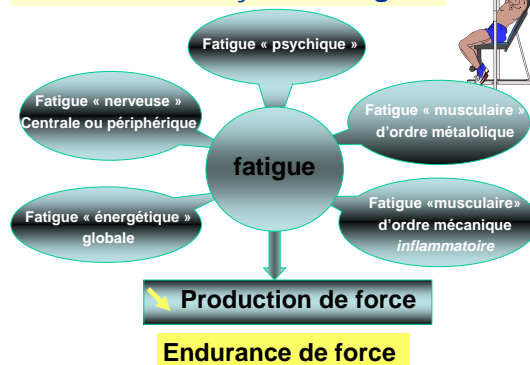 Fatigue « psychique »
Fatigue « nerveuse »
Centrale ou périphérique
Fatigue « musculaire »
d'ordre métalolique
fatigue
Fatigue « énergétique »
globale
Fatigue «musculaire»
d'ordre mécanique
inflammatoire
Production de force
Endurance de force